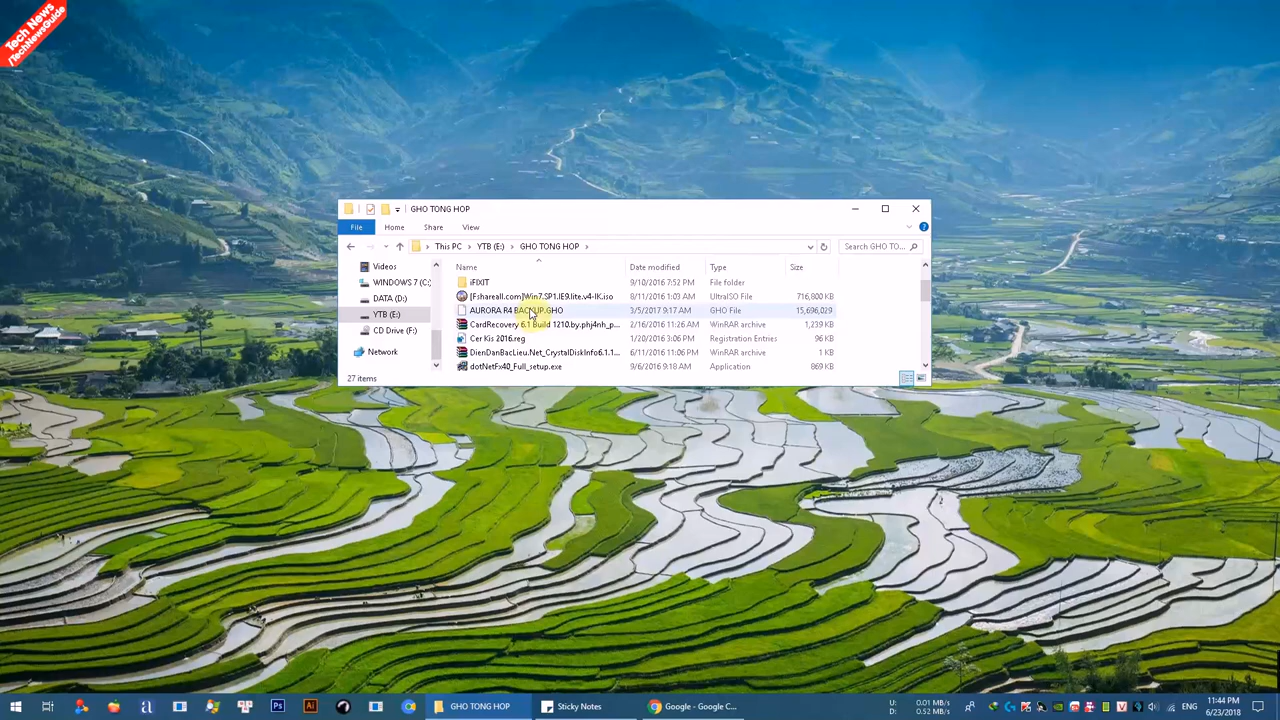 Tech News
/TechNewsGuide
GHO TONG HOP
File Home Share View
This PC YTB (E:) GHO TONG HOP
Search GHO TO...
Videos
WINDOWS 7 (C:)
DATA (D:)
YTB (E:)
CD Drive (F:)
Network
Name Date modified Type Size
iFIXIT 9/10/2016 7:52 PM File folder
[Fshareall.com]Win7.SP1.IE9.lite.v4-IK.iso 8/11/2016 1:03 AM UltraISO File 716,800 KB
AURORA R4 BACKUP.GHO 3/5/2017 9:17 AM GHO File 15,696,029
CardRecovery 6.1 Build 1210.by.phj4nh_p... 2/16/2016 11:26 AM WinRAR archive 1,239 KB
Cer Kis 2016.reg 1/20/2016 3:06 PM Registration Entries 96 KB
DienDanBacLieu.Net_CrystalDiskInfo6.1.1... 6/11/2016 11:06 PM WinRAR archive 1 KB
dotNetFx40_Full_setup.exe 9/6/2016 9:18 AM Application 869 KB
27 items
GHO TONG HOP
Sticky Notes
Google - Google C...
U: 0.01 MB/s
D: 0.52 MB/s
11:44 PM
6/23/2018